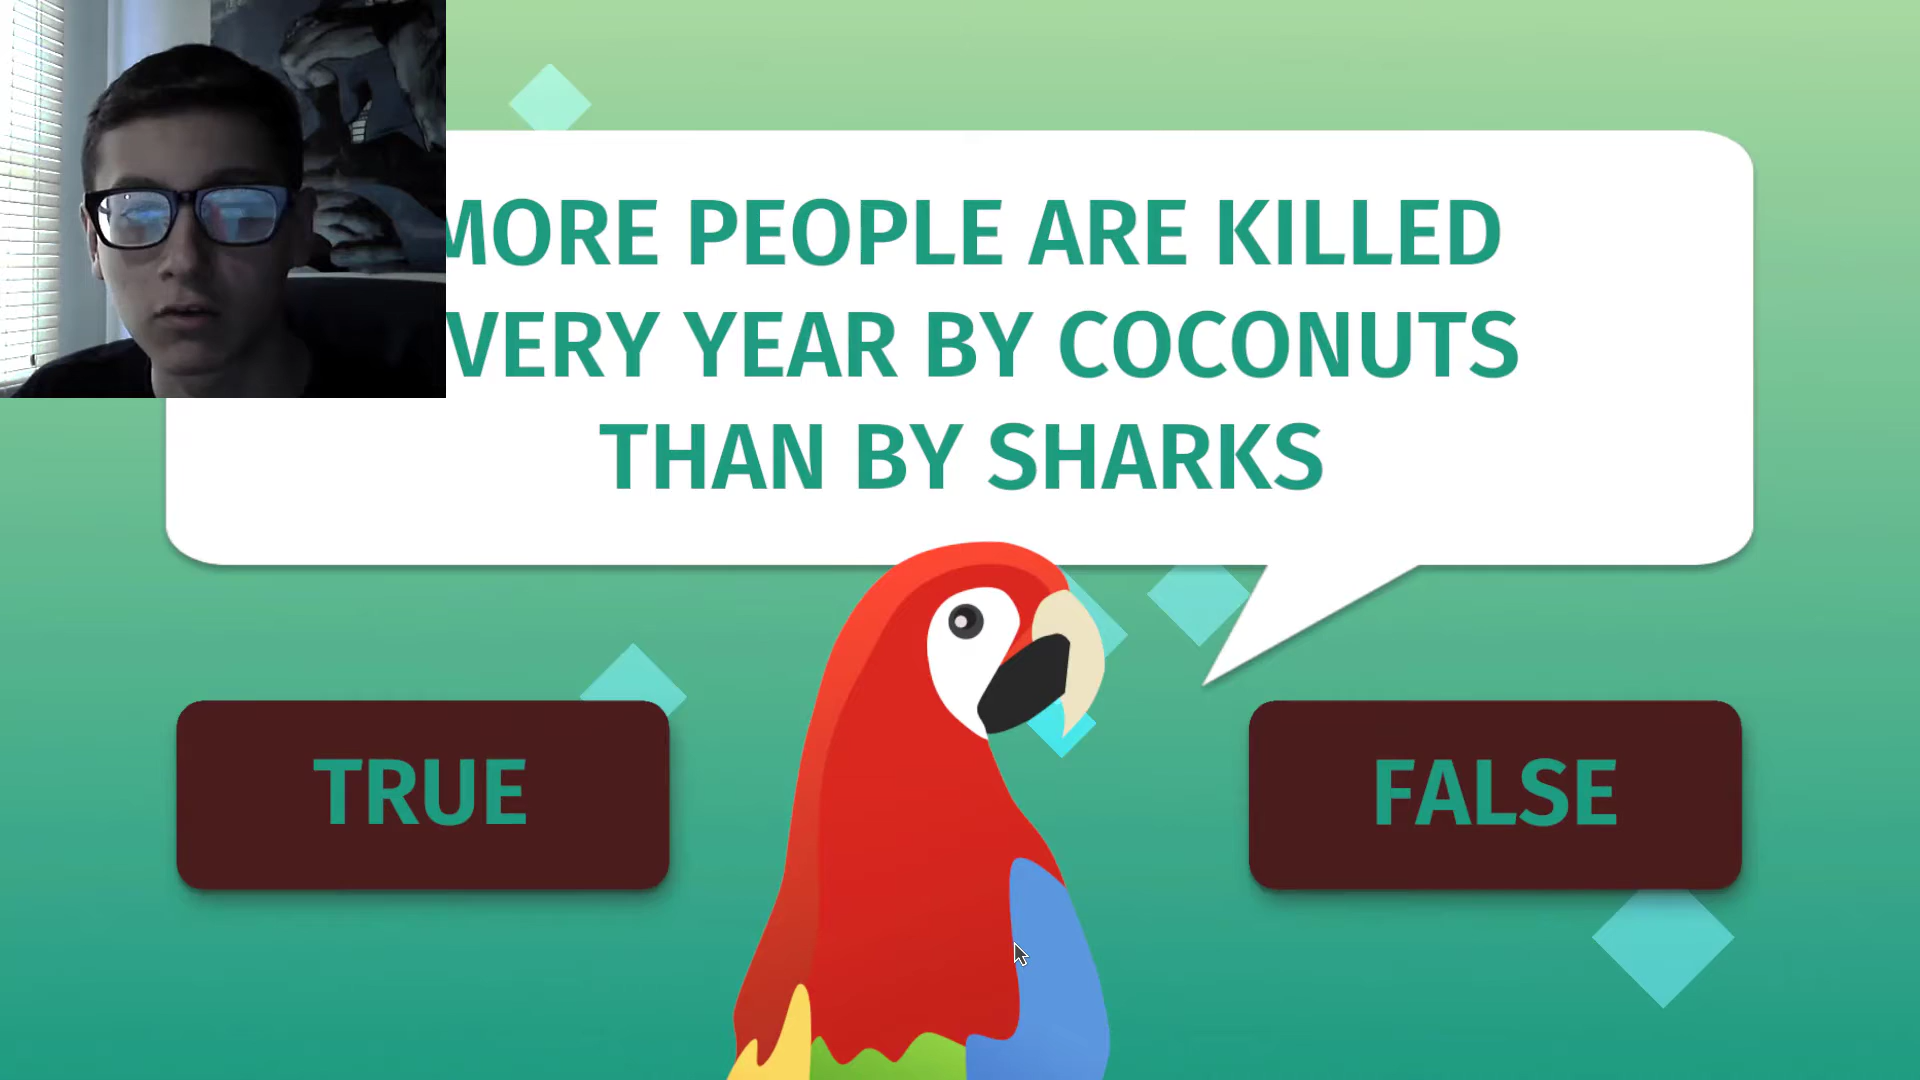 MORE PEOPLE ARE KILLED
VERY YEAR BY COCONUTS
THAN BY SHARKS
TRUE
FALSE